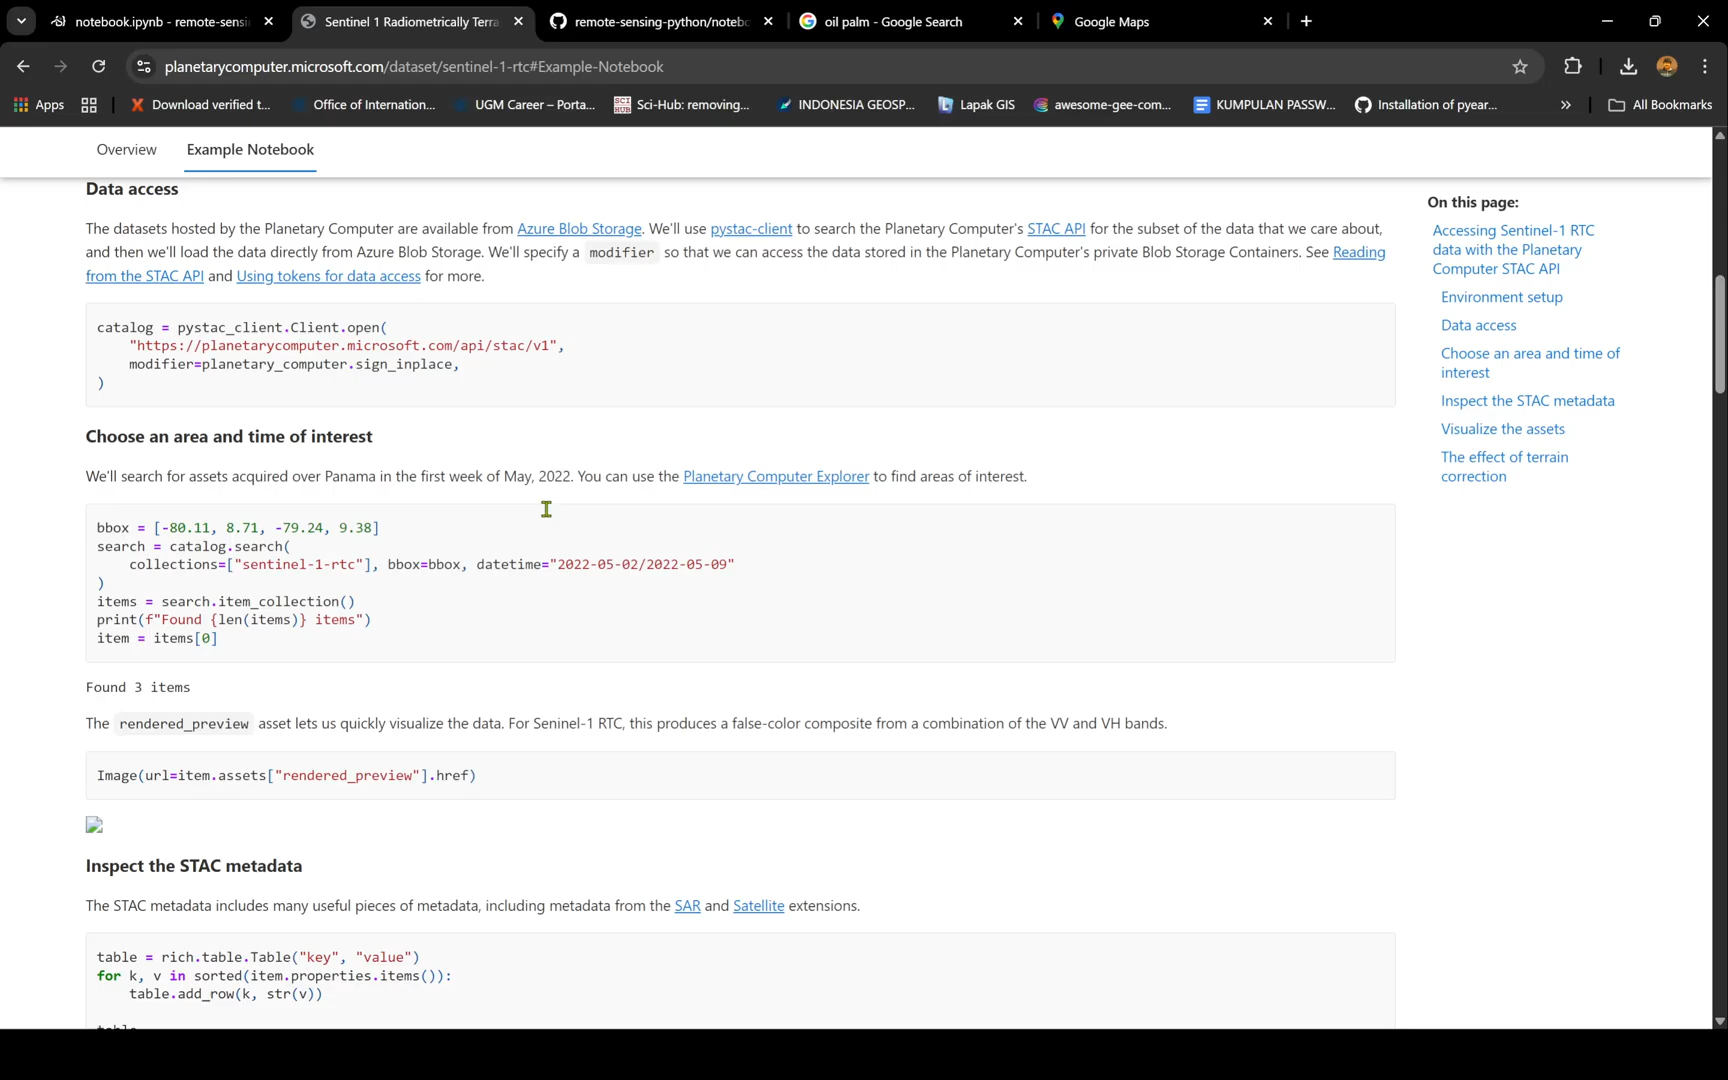 notebook.ipynb - remote-sensi
Sentinel 1 Radiometrically Terra
remote-sensing-python/notebo
oil palm - Google Search
Google Maps
planetarycomputer.microsoft.com/dataset/sentinel-1-rtc#Example-Notebook
Apps
Download verified t...
Office of Internation...
UGM Career – Porta...
SCI HUB
Sci-Hub: removing...
INDONESIA GEOSP...
Lapak GIS
awesome-gee-com...
KUMPULAN PASSW...
Installation of pyear...
All Bookmarks
Overview
Example Notebook
Data access
The datasets hosted by the Planetary Computer are available from Azure Blob Storage. We'll use pystac-client to search the Planetary Computer's STAC API for the subset of the data that we care about,
and then we'll load the data directly from Azure Blob Storage. We'll specify a modifier so that we can access the data stored in the Planetary Computer's private Blob Storage Containers. See Reading
from the STAC API and Using tokens for data access for more.
catalog = pystac_client.Client.open(
"https://planetarycomputer.microsoft.com/api/stac/v1",
modifier=planetary_computer.sign_inplace,
)
Choose an area and time of interest
We'll search for assets acquired over Panama in the first week of May, 2022. You can use the Planetary Computer Explorer to find areas of interest.
bbox = [-80.11, 8.71, -79.24, 9.38]
search = catalog.search(
collections=["sentinel-1-rtc"], bbox=bbox, datetime="2022-05-02/2022-05-09"
)
items = search.item_collection()
print(f"Found {len(items)} items")
item = items[0]
Found 3 items
The rendered_preview asset lets us quickly visualize the data. For Seninel-1 RTC, this produces a false-color composite from a combination of the VV and VH bands.
Image(url=item.assets["rendered_preview"].href)
Inspect the STAC metadata
The STAC metadata includes many useful pieces of metadata, including metadata from the SAR and Satellite extensions.
table = rich.table.Table("key", "value")
for k, v in sorted(item.properties.items()):
table.add_row(k, str(v))
table
On this page:
Accessing Sentinel-1 RTC
data with the Planetary
Computer STAC API
Environment setup
Data access
Choose an area and time of
interest
Inspect the STAC metadata
Visualize the assets
The effect of terrain
correction